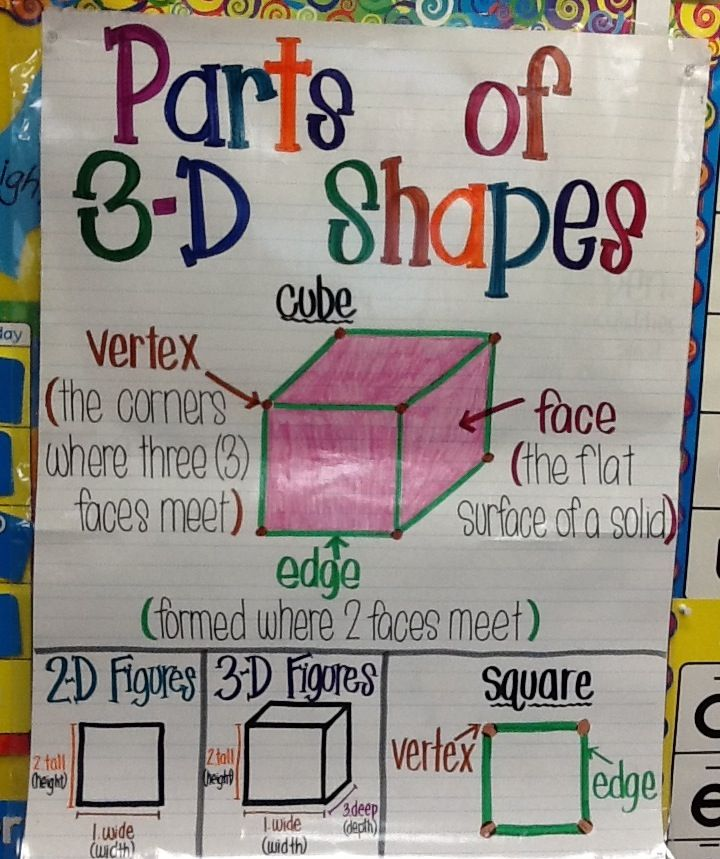 Parts of
3-D Shapes
cube
vertex
(the corners
where three (3)
faces meet)
face
(the flat
surface of a solid)
edge
(formed where 2 faces meet)
2-D Figures
2 tall
(height)
1. wide
(width)
3-D Figures
2 tall
(height)
1. wide
(width)
3. deep
(depth)
square
vertex
edge
day